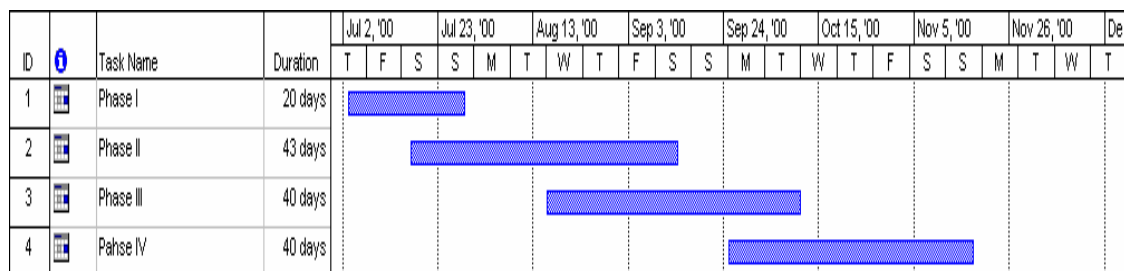 Jul 2, '00 Jul 23, '00 Aug 13, '00 Sep 3, '00 Sep 24, '00 Oct 15, '00 Nov 5, '00 Nov 26, '00 De
ID Task Name Duration T F S S M T W T F S S M T W T F S S M T W T
1 Phase I 20 days
2 Phase II 43 days
3 Phase III 40 days
4 Pahse IV 40 days